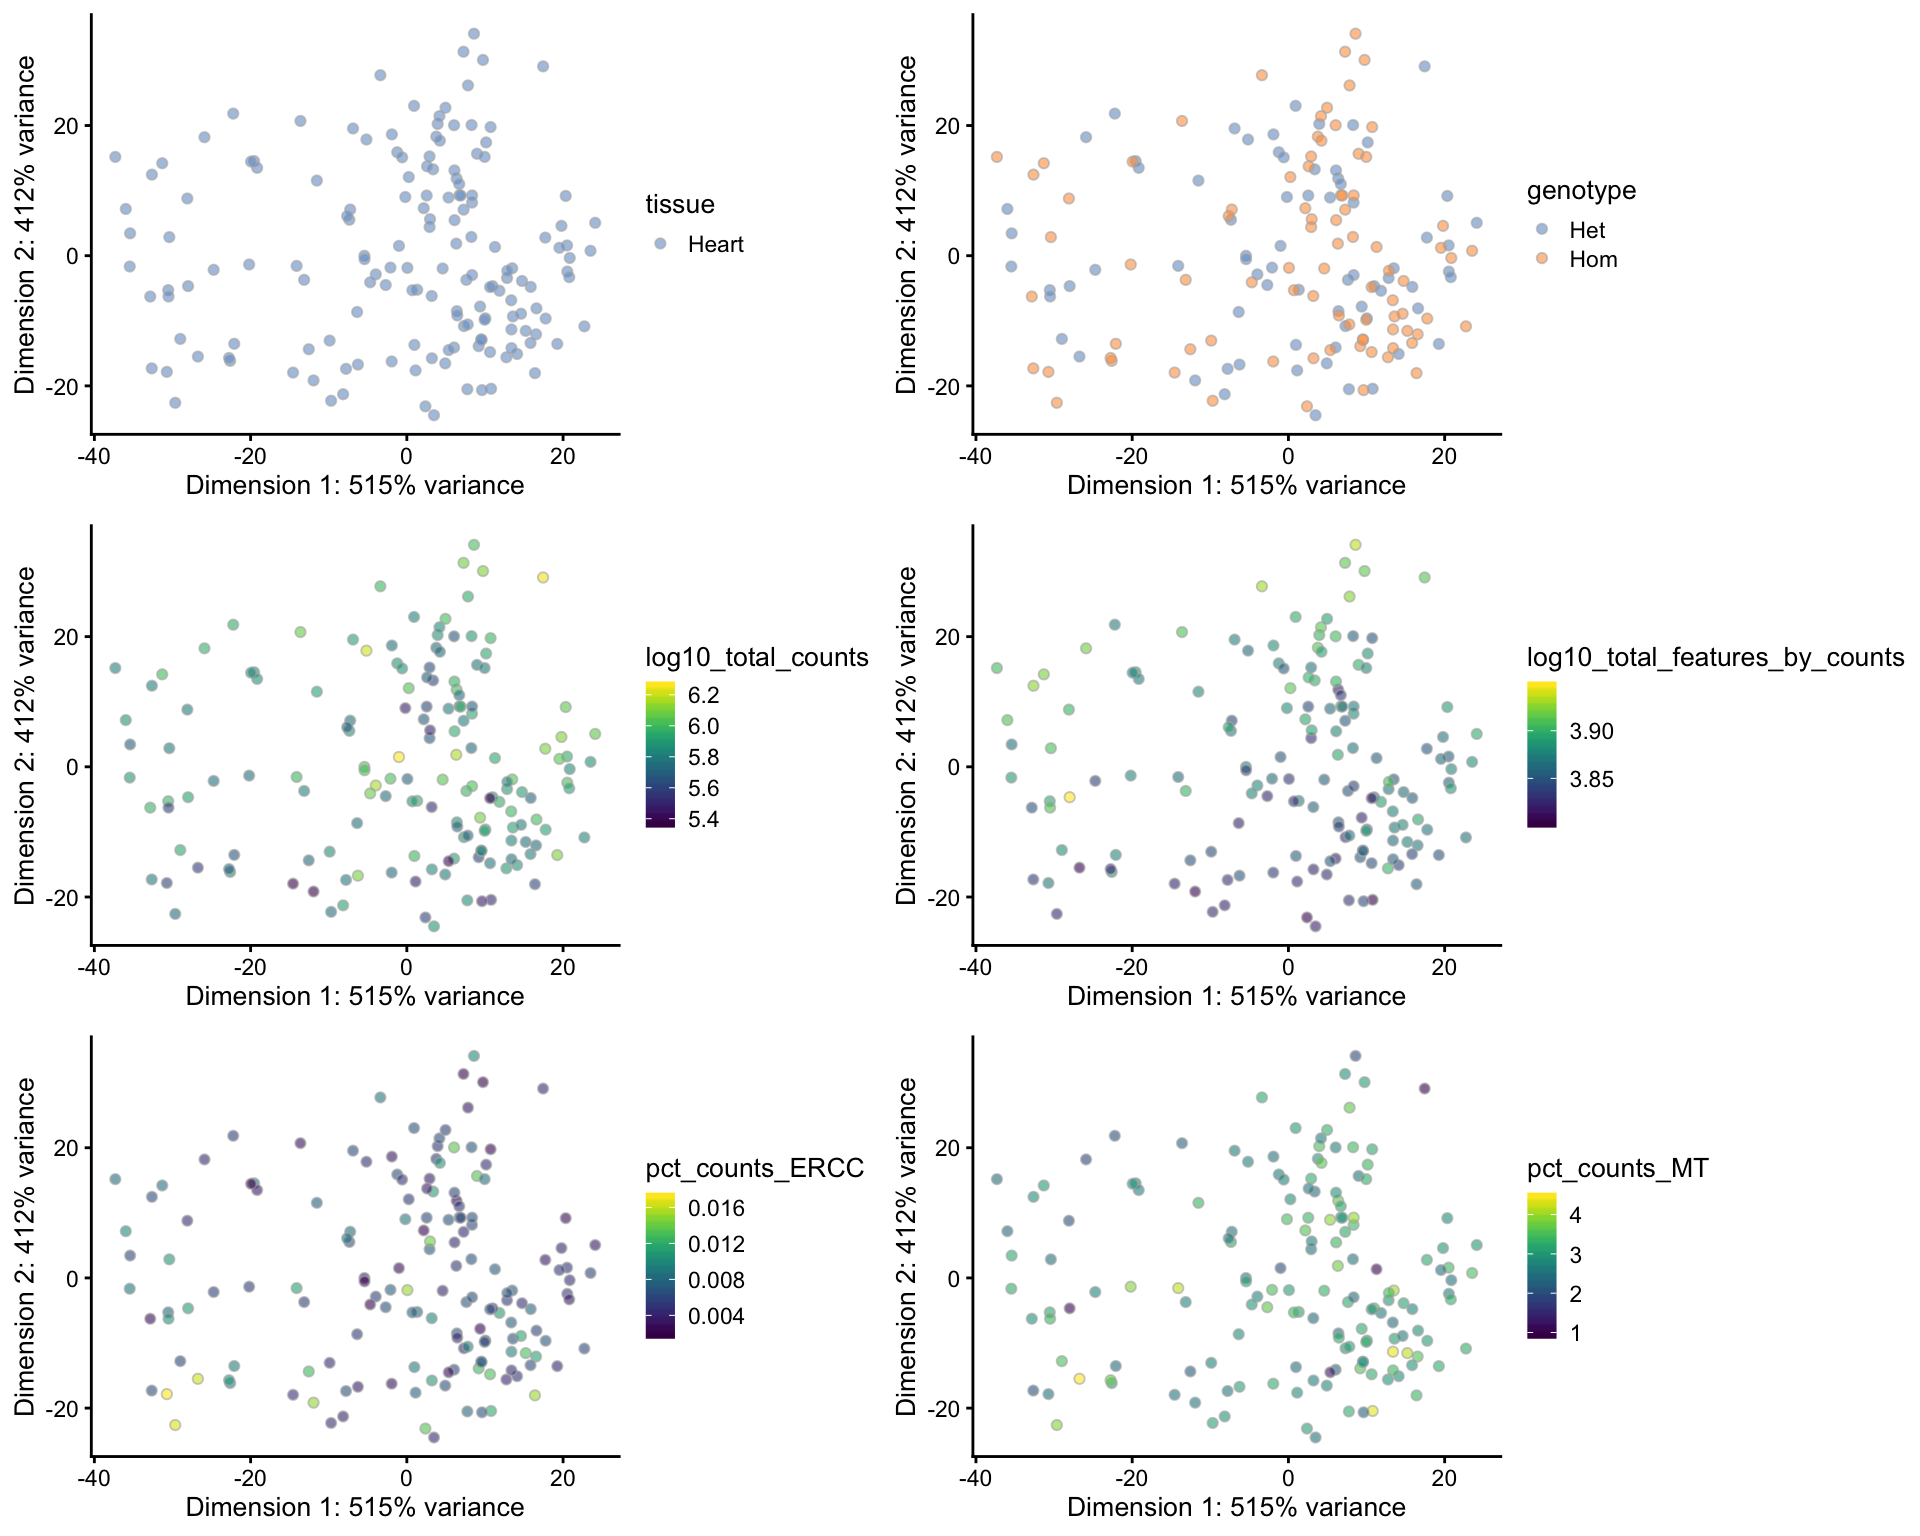 Dimension 2: 412% variance
20
0
-20
-40
-20
0
20
Dimension 1: 515% variance
tissue
Heart
Dimension 2: 412% variance
20
0
-20
-40
-20
0
20
Dimension 1: 515% variance
genotype
Het
Hom
Dimension 2: 412% variance
20
0
-20
-40
-20
0
20
Dimension 1: 515% variance
log10_total_counts
6.2
6.0
5.8
5.6
5.4
Dimension 2: 412% variance
20
0
-20
-40
-20
0
20
Dimension 1: 515% variance
log10_total_features_by_counts
3.90
3.85
Dimension 2: 412% variance
20
0
-20
-40
-20
0
20
Dimension 1: 515% variance
pct_counts_ERCC
0.016
0.012
0.008
0.004
Dimension 2: 412% variance
20
0
-20
-40
-20
0
20
Dimension 1: 515% variance
pct_counts_MT
4
3
2
1